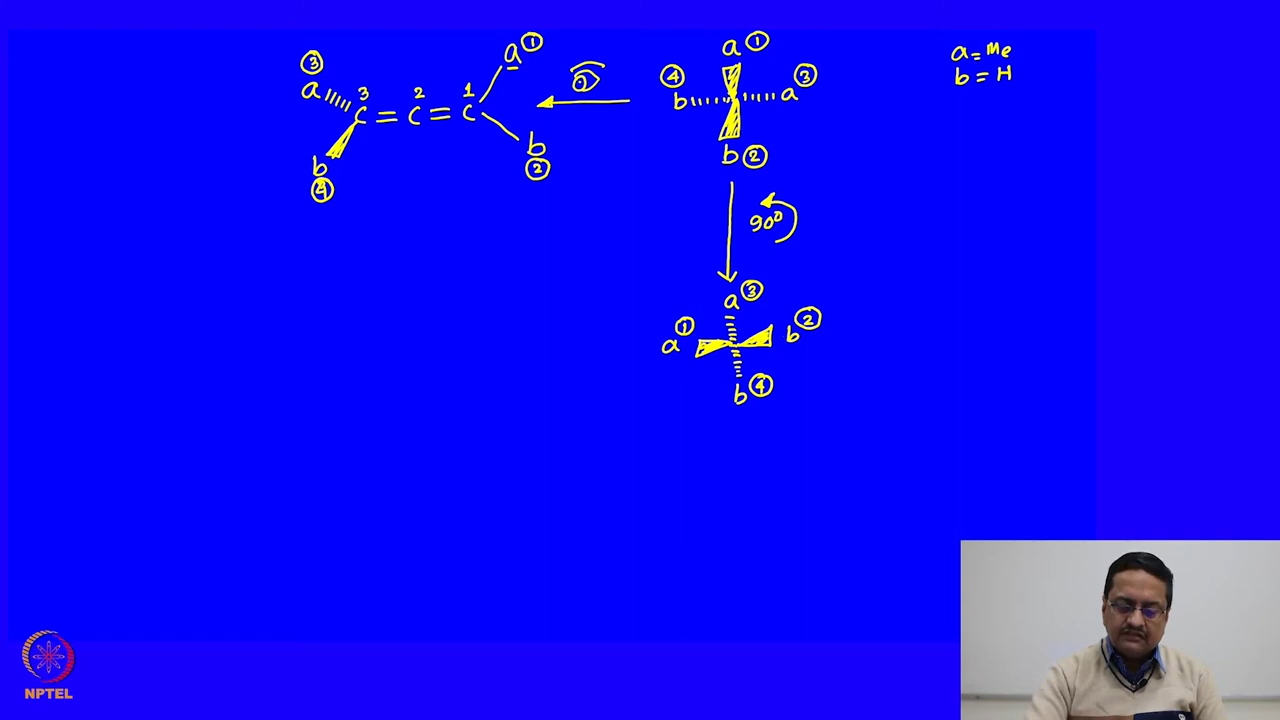 a ①
③
a C = C = C
3 2 1
b
④
b
②
a ①
④ b a ③
b ②
90°
a ③
① a b ②
b ④
a = Me
b = H
NPTEL